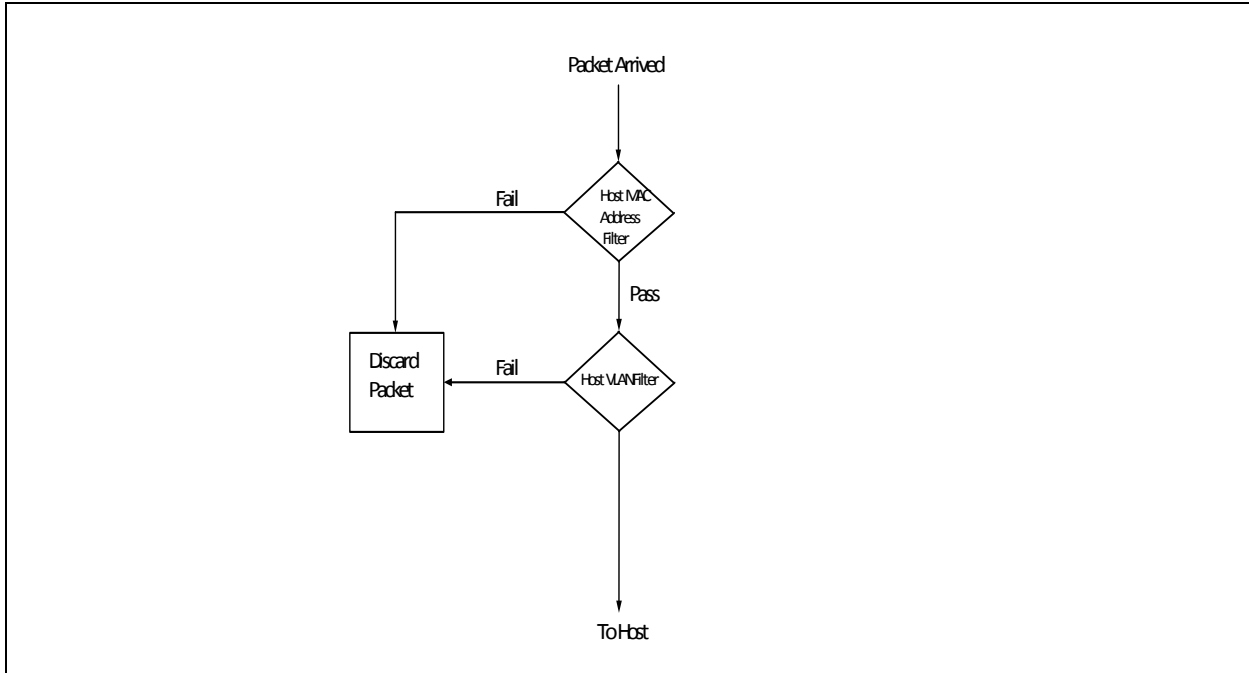 Packet Arrived
Host MAC
Address
Filter
Fail
Pass
Host VLAN Filter
Fail
Discard
Packet
To Host